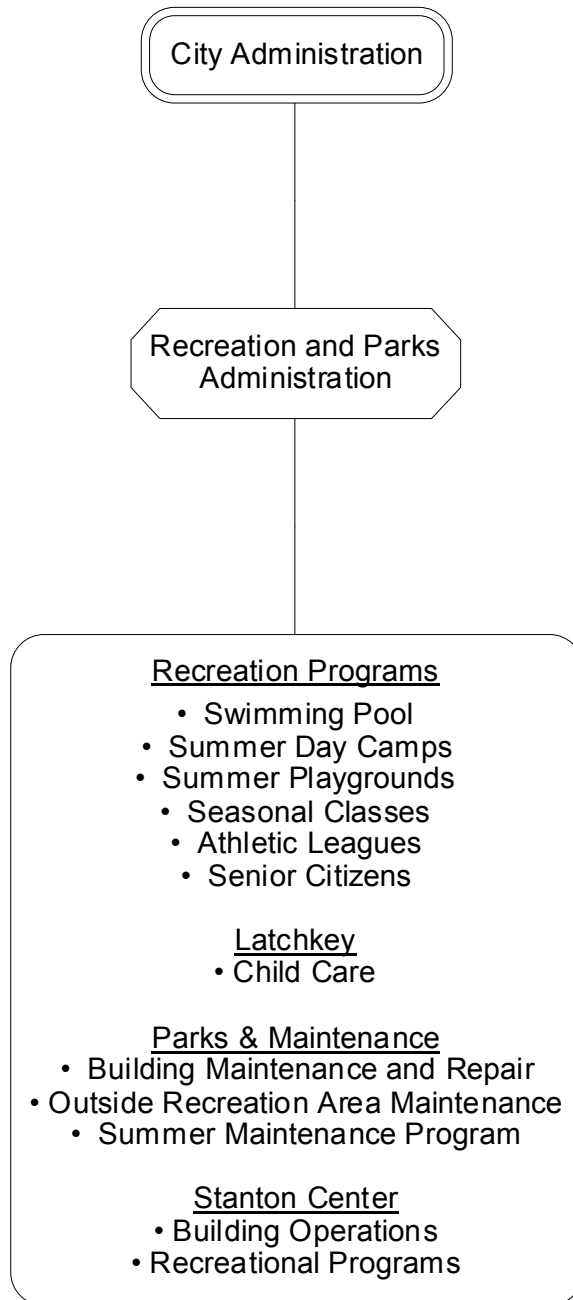 City Administration
Recreation and Parks
Administration
Recreation Programs
• Swimming Pool
• Summer Day Camps
• Summer Playgrounds
• Seasonal Classes
• Athletic Leagues
• Senior Citizens
Latchkey
• Child Care
Parks & Maintenance
• Building Maintenance and Repair
• Outside Recreation Area Maintenance
• Summer Maintenance Program
Stanton Center
• Building Operations
• Recreational Programs